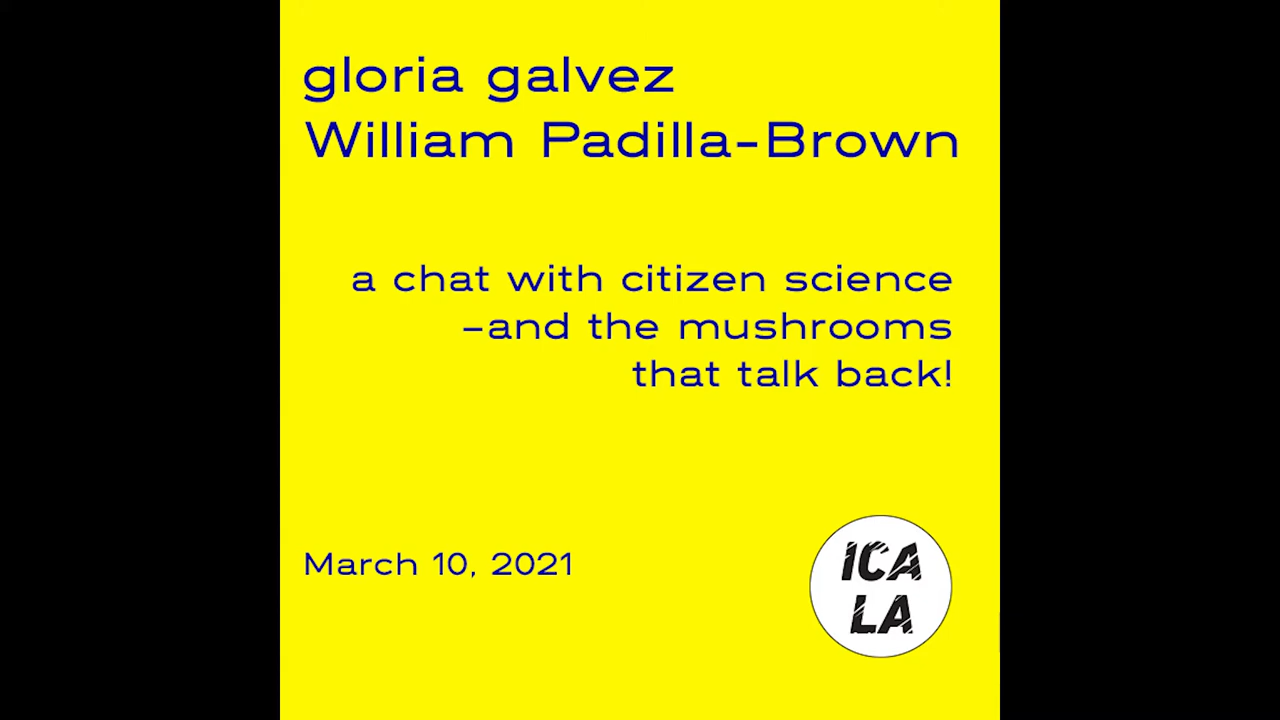 gloria galvez
William Padilla-Brown
a chat with citizen science
–and the mushrooms
that talk back!
March 10, 2021
ICA
LA